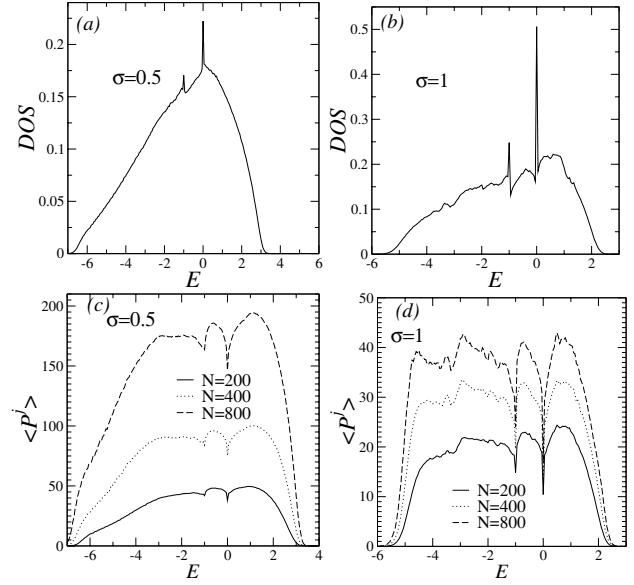 (a)
σ=0.5
DOS
0.2
0.15
0.1
0.05
0
-6 -4 -2 0 2 4 6
E
(b)
σ=1
DOS
0.5
0.4
0.3
0.2
0.1
0
-4 -2 0 2
E
(c)
σ=0.5
<P^j>
200
150
100
50
0
N=200
N=400
N=800
-6 -4 -2 0 2 4
E
(d)
σ=1
<P^j>
50
40
30
20
10
0
N=200
N=400
N=800
-6 -4 -2 0 2
E